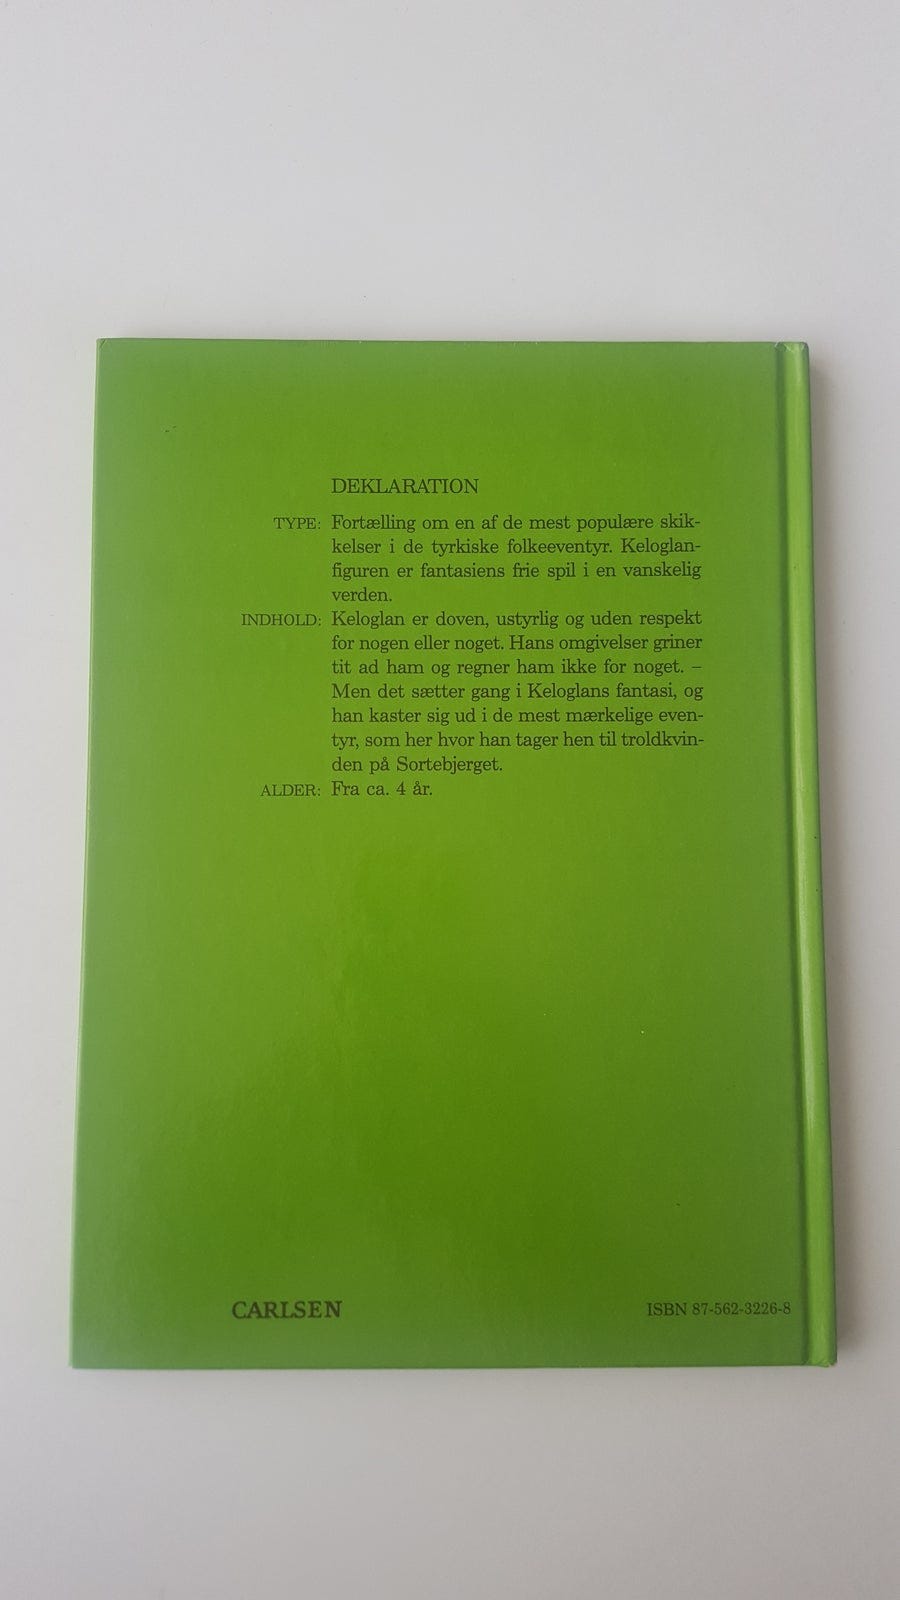 DEKLARATION
TYPE: Fortælling om en af de mest populære skik-
kelser i de tyrkiske folkeeventyr. Keloglan-
figuren er fantasiens frie spil i en vanskelig
verden.
INDHOLD: Keloglan er doven, ustyrlig og uden respekt
for nogen eller noget. Hans omgivelser griner
tit ad ham og regner ham ikke for noget. –
Men det sætter gang i Keloglans fantasi, og
han kaster sig ud i de mest mærkelige even-
tyr, som her hvor han tager hen til troldkvin-
den på Sortebjerget.
ALDER: Fra ca. 4 år.
CARLSEN
ISBN 87-562-3226-8